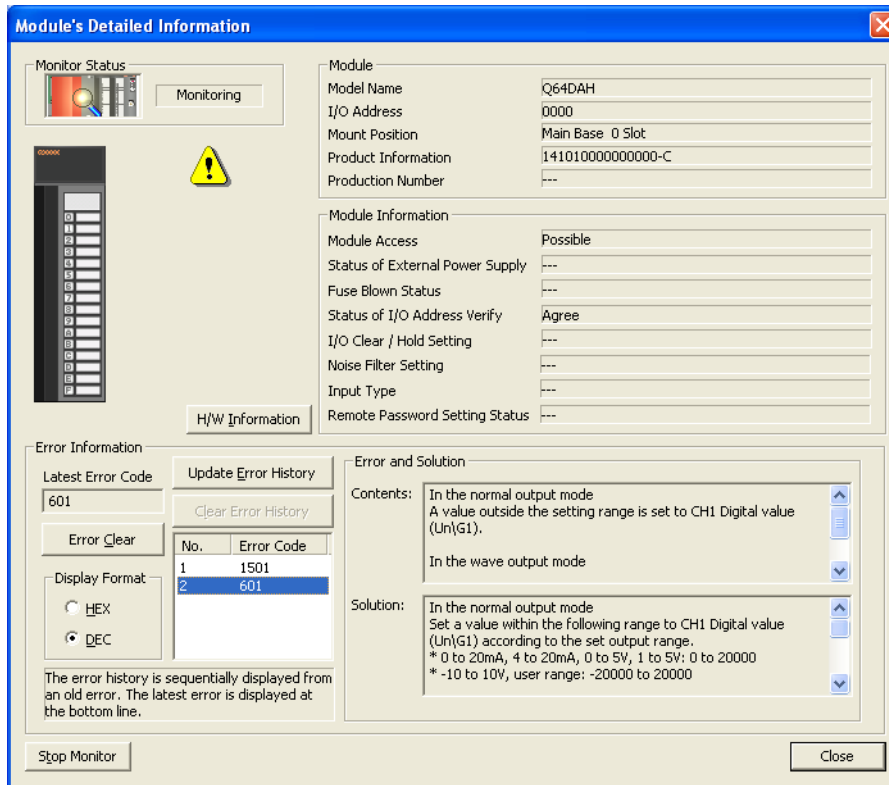 Module's Detailed Information
Monitor Status
Monitoring
Module
Model Name Q64DAH
I/O Address 0000
Mount Position Main Base 0 Slot
Product Information 141010000000000-C
Production Number ---
Module Information
Module Access Possible
Status of External Power Supply ---
Fuse Blown Status ---
Status of I/O Address Verify Agree
I/O Clear / Hold Setting ---
Noise Filter Setting ---
Input Type ---
Remote Password Setting Status ---
0
1
2
3
4
5
6
7
8
9
A
B
C
D
E
F
H/W Information
Error Information
Latest Error Code
601
Error Clear
Display Format
HEX
DEC
Update Error History
Clear Error History
No. Error Code
1 1501
2 601
The error history is sequentially displayed from
an old error. The latest error is displayed at
the bottom line.
Error and Solution
Contents:
In the normal output mode
A value outside the setting range is set to CH1 Digital value
(Un\G1).
In the wave output mode
Solution:
In the normal output mode
Set a value within the following range to CH1 Digital value
(Un\G1) according to the set output range.
* 0 to 20mA, 4 to 20mA, 0 to 5V, 1 to 5V: 0 to 20000
* -10 to 10V, user range: -20000 to 20000
Stop Monitor
Close